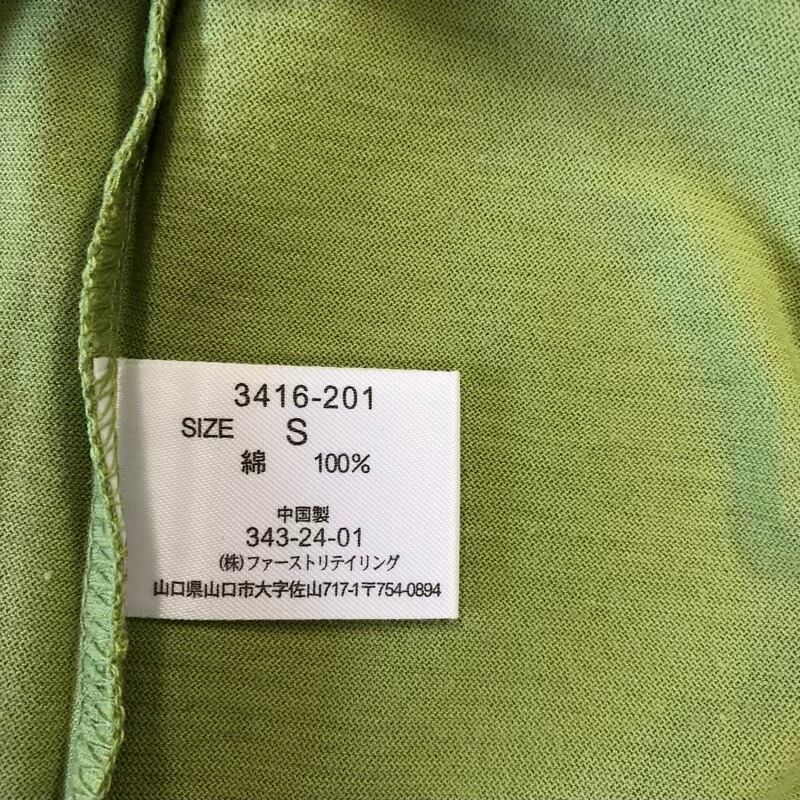 3416-201
SIZE S
綿 100%
中国製
343-24-01
(株)ファーストリテイリング
山口県山口市大字佐山717-1〒754-0894